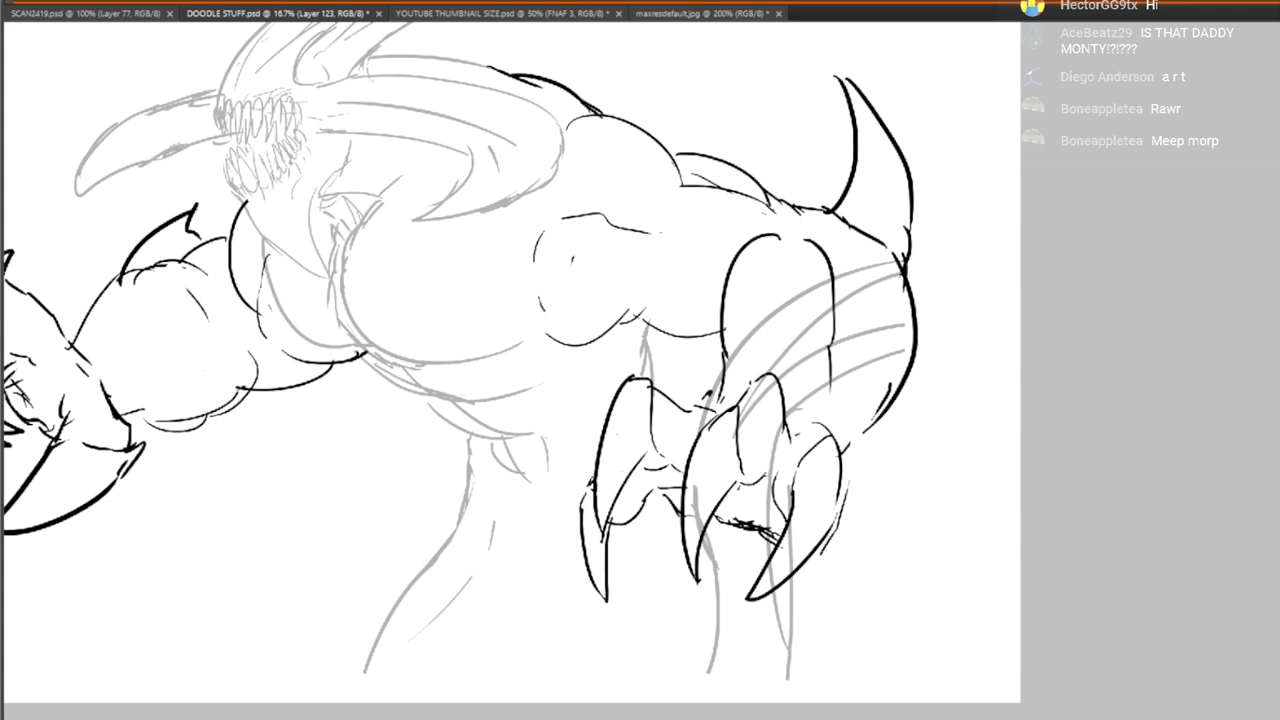 SCAN2419.psd @ 100% (Layer 77, RGB/8)
DOODLE STUFF.psd @ 16.7% (Layer 123, RGB/8) *
YOUTUBE THUMBNAIL SIZE.psd @ 50% (FNAF 3, RGB/8) *
maxresdefault.jpg @ 200% (RGB/8) *
HectorGG9tx Hi
AceBeatz29 IS THAT DADDY
MONTY!?!???
Diego Anderson a r t
Boneappletea Rawr
Boneappletea Meep morp